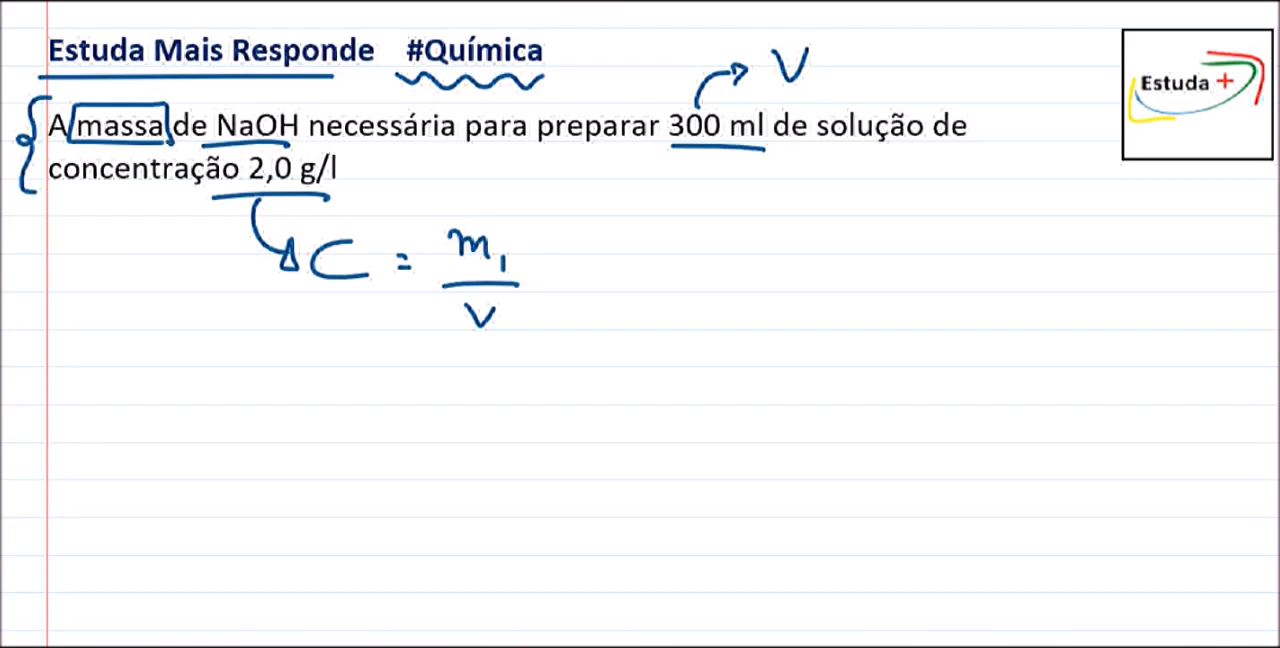 Estuda Mais Responde #Química
V
Estuda +
A massa de NaOH necessária para preparar 300 ml de solução de
concentração 2,0 g/l
C = m₁
V